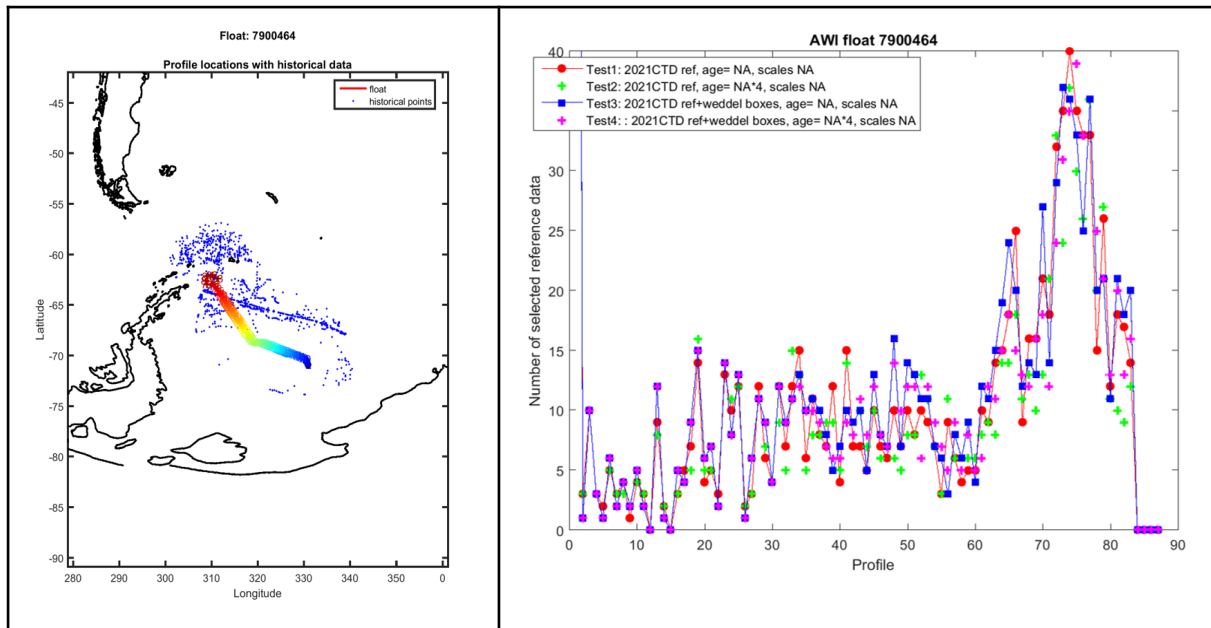 Float: 7900464
Profile locations with historical data
float
historical points
-45
-50
-55
-60
-65
-70
-75
-80
-85
-90
Latitude
280 290 300 310 320 330 340 350 0
Longitude
AWI float 7900464
Test1: 2021CTD ref, age= NA, scales NA
Test2: 2021CTD ref, age= NA*4, scales NA
Test3: 2021CTD ref+weddel boxes, age= NA, scales NA
Test4: : 2021CTD ref+weddel boxes, age= NA*4, scales NA
40
30
25
20
15
10
5
0
Number of selected reference data
0 10 20 30 40 50 60 70 80 90
Profile